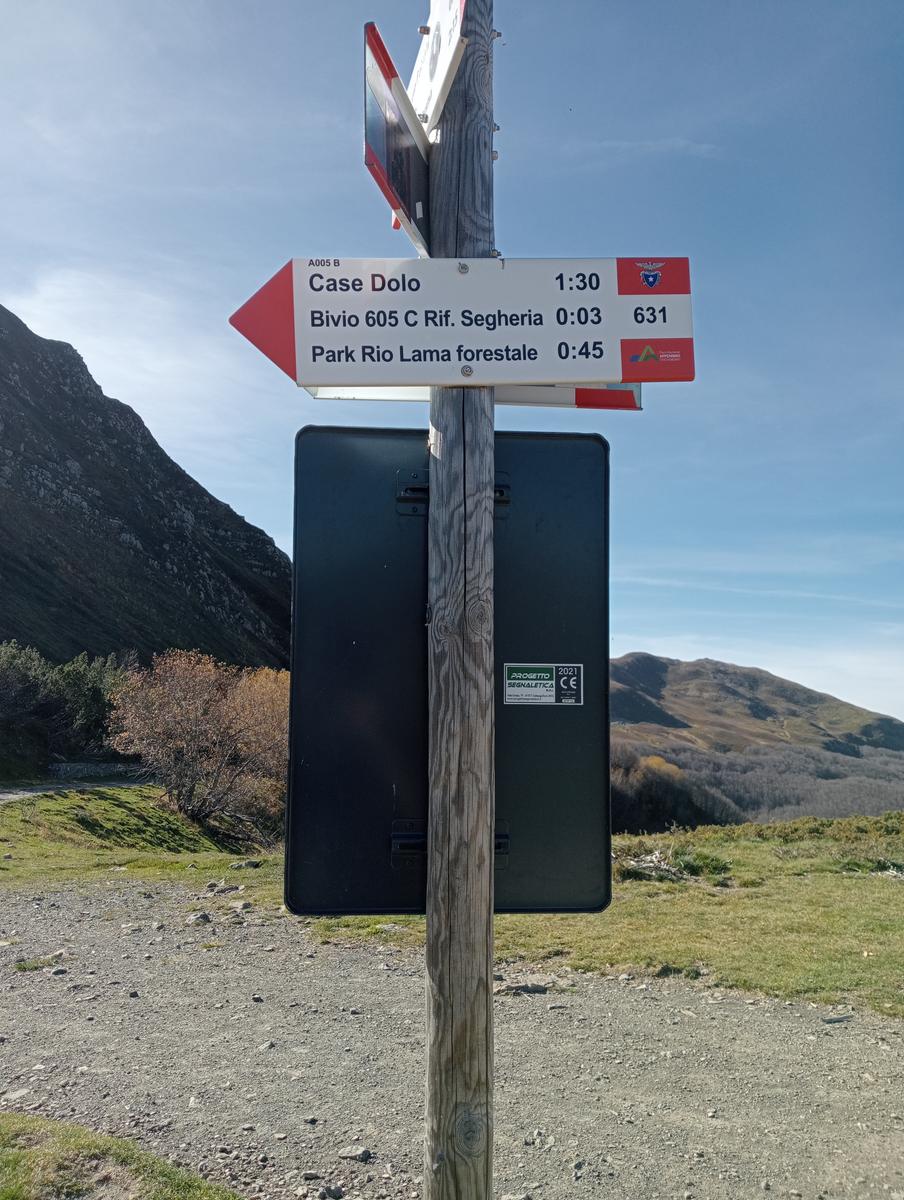 A005 B
Case Dolo 1:30
Bivio 605 C Rif. Segheria 0:03 631
Park Rio Lama forestale 0:45
PROGETTO
SEGNALETICA
2021
CE